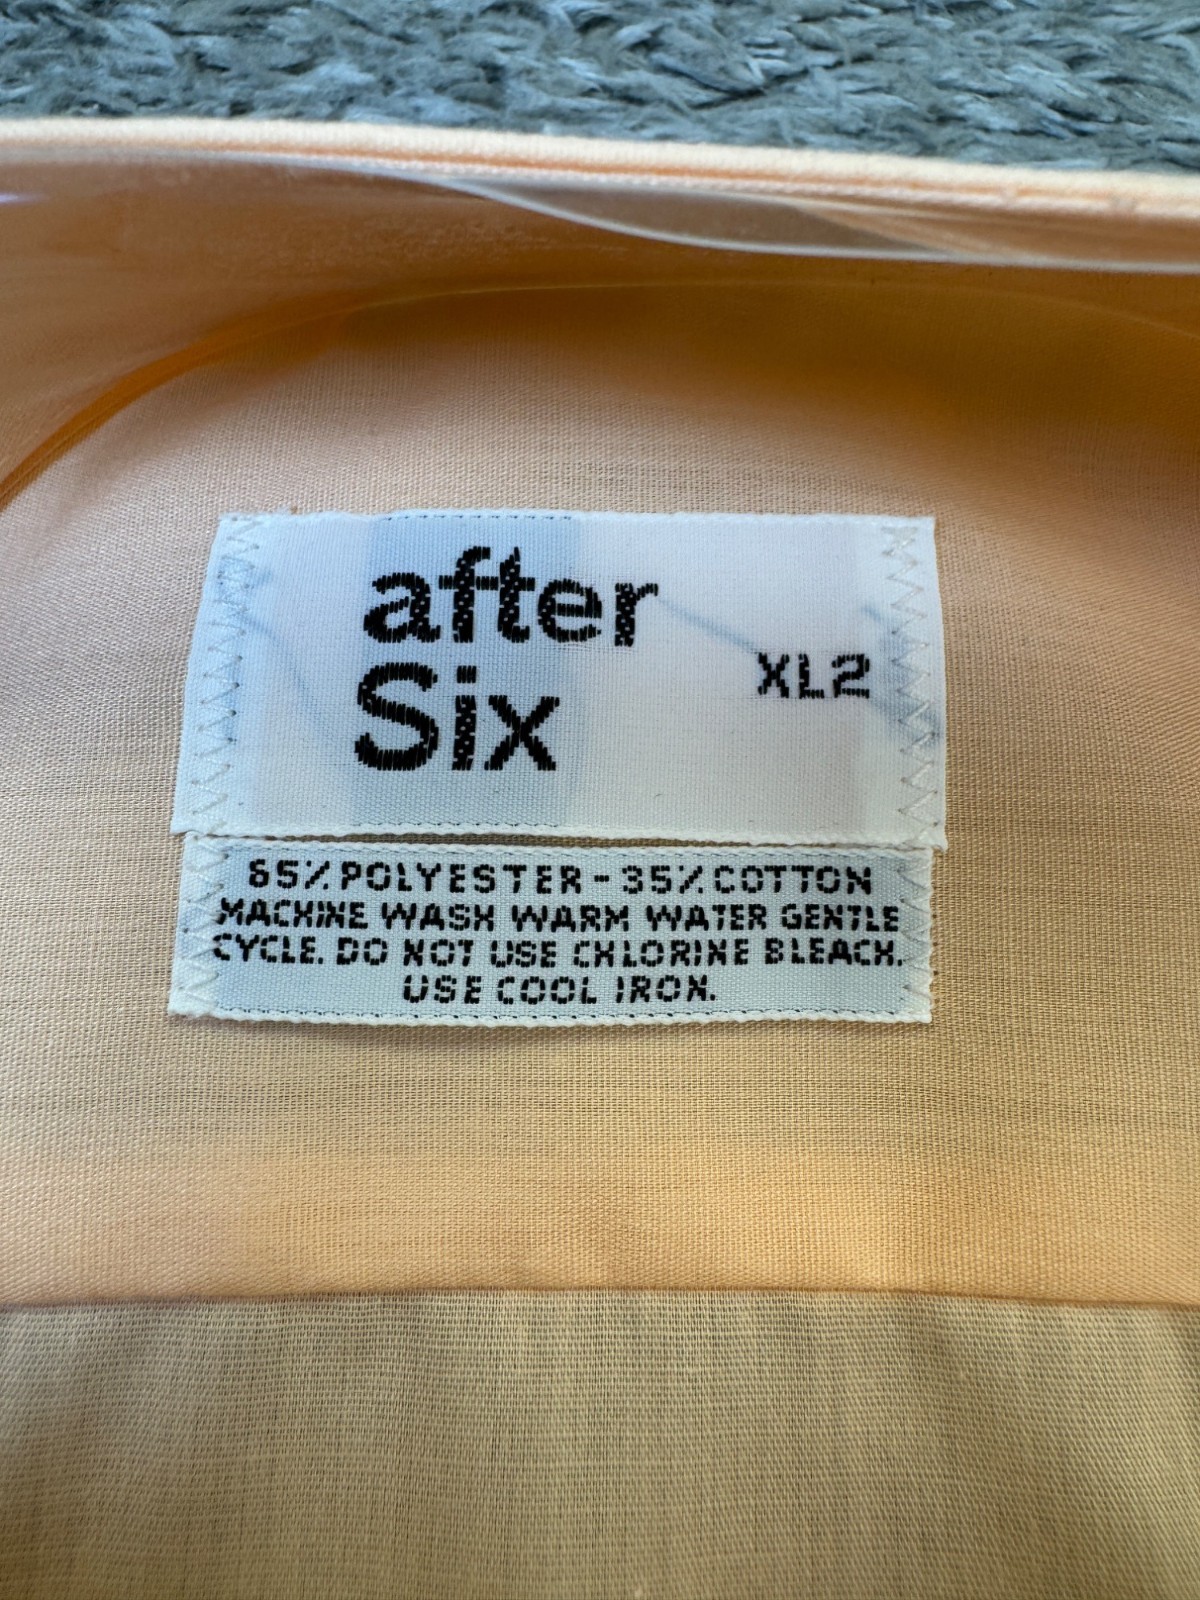 after
Six
XL2
65% POLYESTER - 35% COTTON
MACHINE WASH WARM WATER GENTLE
CYCLE. DO NOT USE CHLORINE BLEACH.
USE COOL IRON.